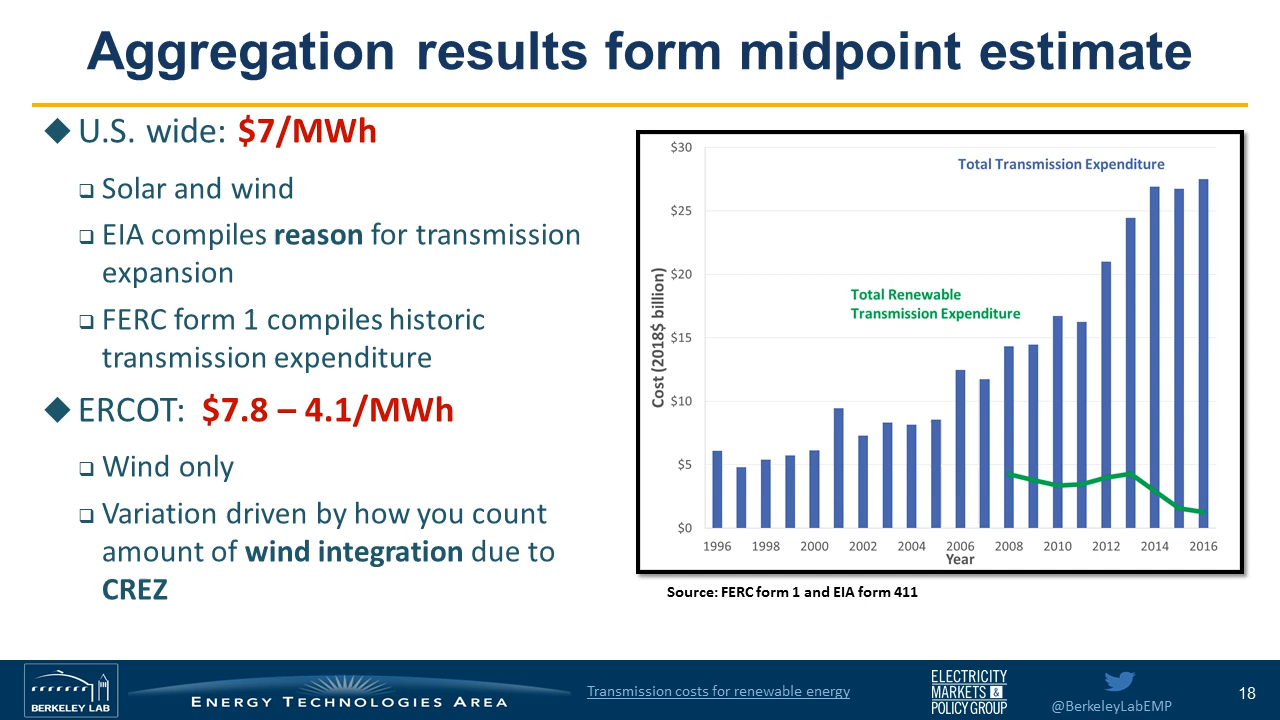 Aggregation results form midpoint estimate
U.S. wide: $7/MWh
Solar and wind
EIA compiles reason for transmission
expansion
FERC form 1 compiles historic
transmission expenditure
ERCOT: $7.8 – 4.1/MWh
Wind only
Variation driven by how you count
amount of wind integration due to
CREZ
$30
$25
$20
$15
$10
$5
$0
Cost (2018$ billion)
Total Transmission Expenditure
Total Renewable
Transmission Expenditure
1996 1998 2000 2002 2004 2006 2008 2010 2012 2014 2016
Year
Source: FERC form 1 and EIA form 411
BERKELEY LAB
ENERGY TECHNOLOGIES AREA
Transmission costs for renewable energy
ELECTRICITY
MARKETS &
POLICY GROUP
@BerkeleyLabEMP
18